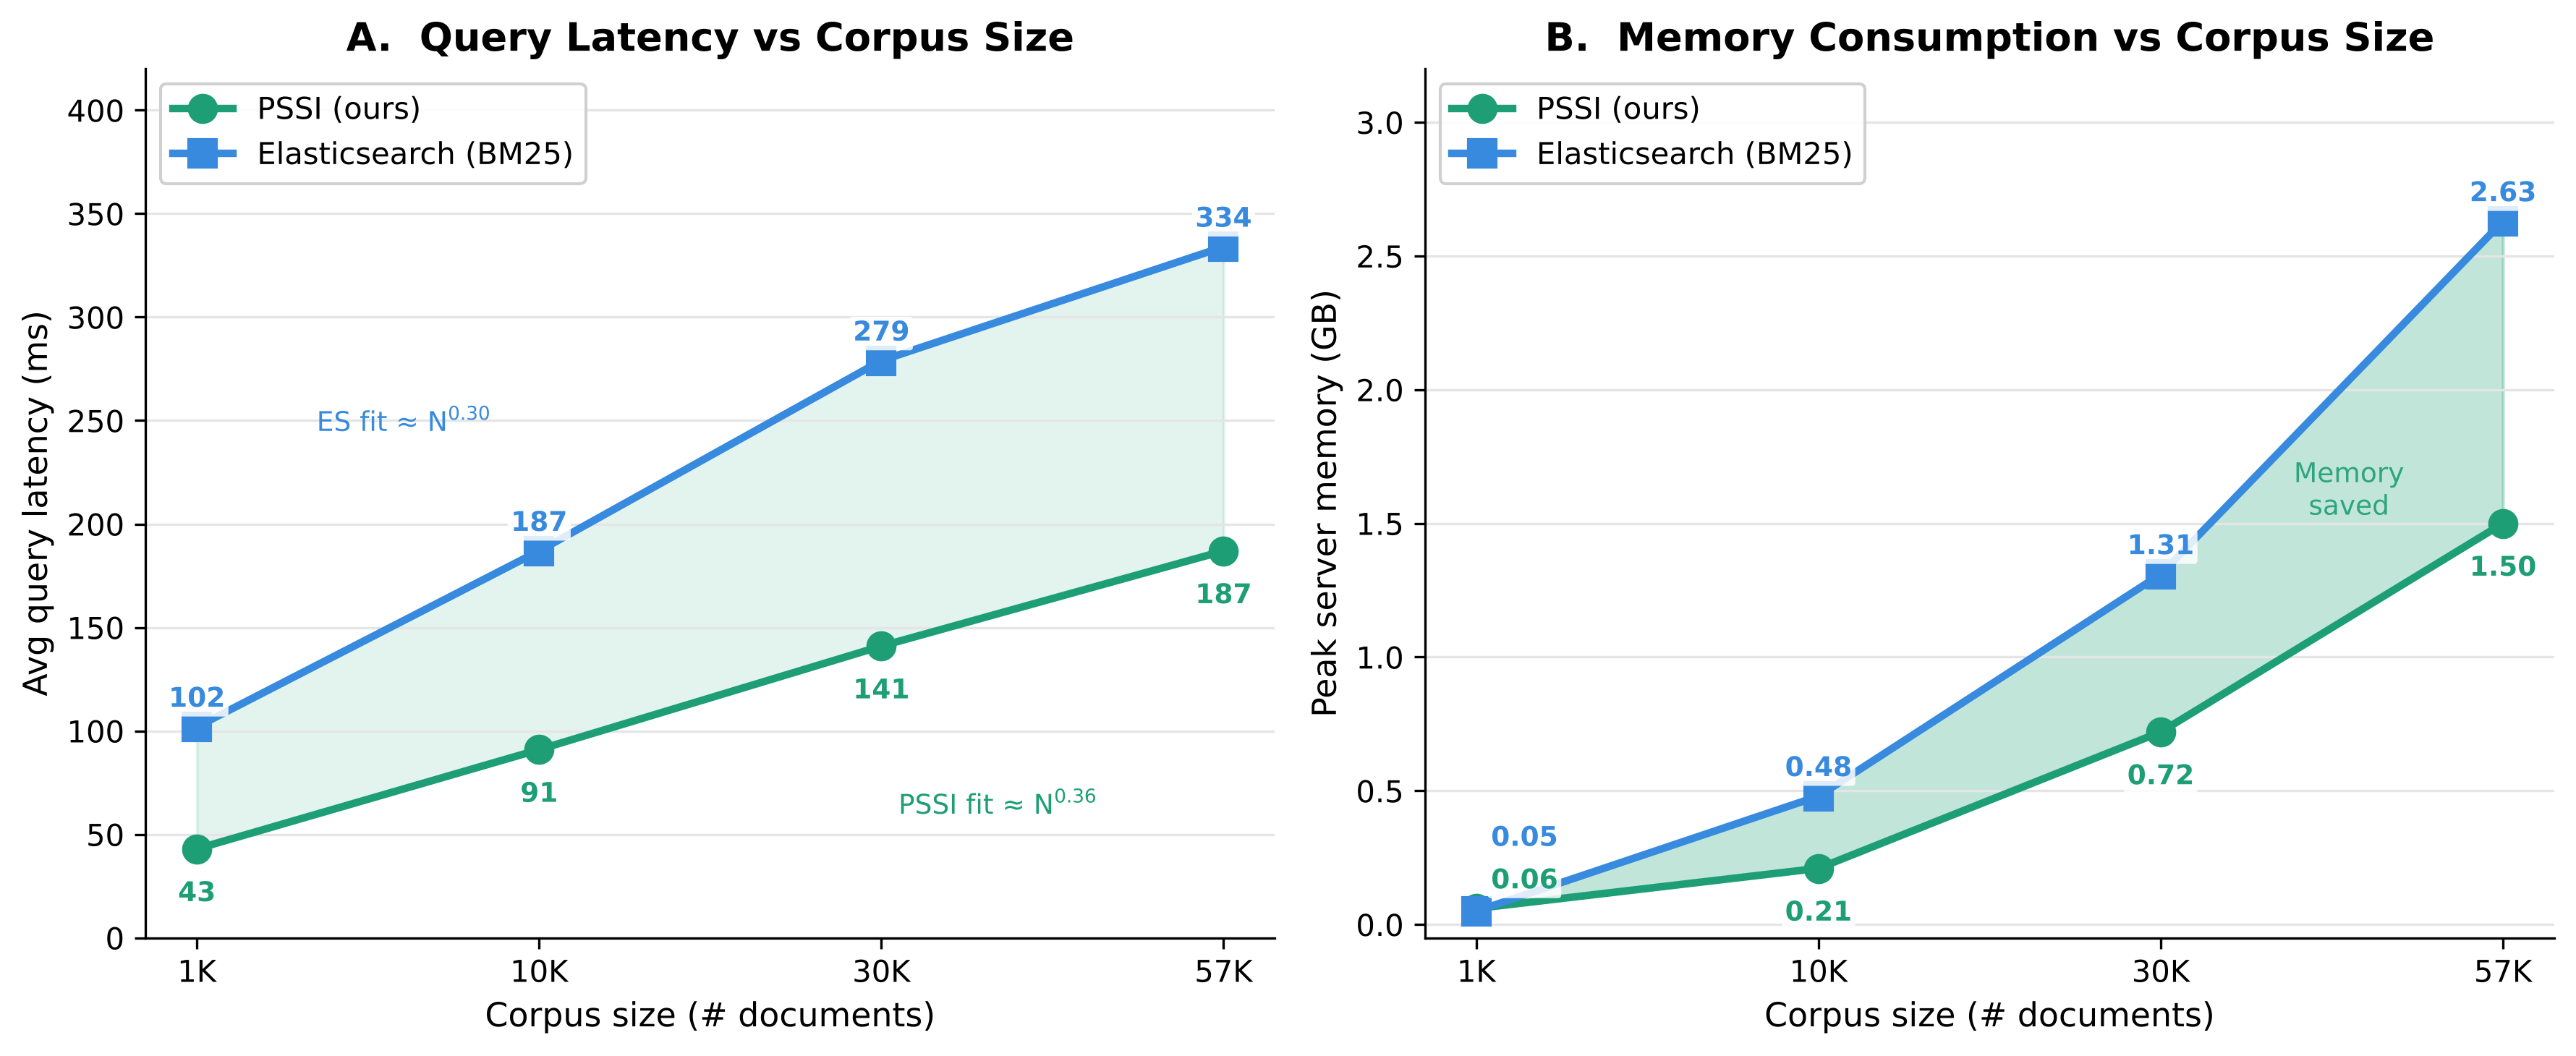 A.  Query Latency vs Corpus Size
PSSI (ours)
Elasticsearch (BM25)
Avg query latency (ms)
400
350
300
250
200
150
100
50
0
334
279
187
102
ES fit ≈ N^0.30
187
141
91
43
PSSI fit ≈ N^0.36
1K 10K 30K 57K
Corpus size (# documents)
B.  Memory Consumption vs Corpus Size
PSSI (ours)
Elasticsearch (BM25)
Peak server memory (GB)
3.0
2.5
2.0
1.5
1.0
0.5
0.0
2.63
Memory
saved
1.31
1.50
0.48
0.72
0.05
0.06
0.21
1K 10K 30K 57K
Corpus size (# documents)